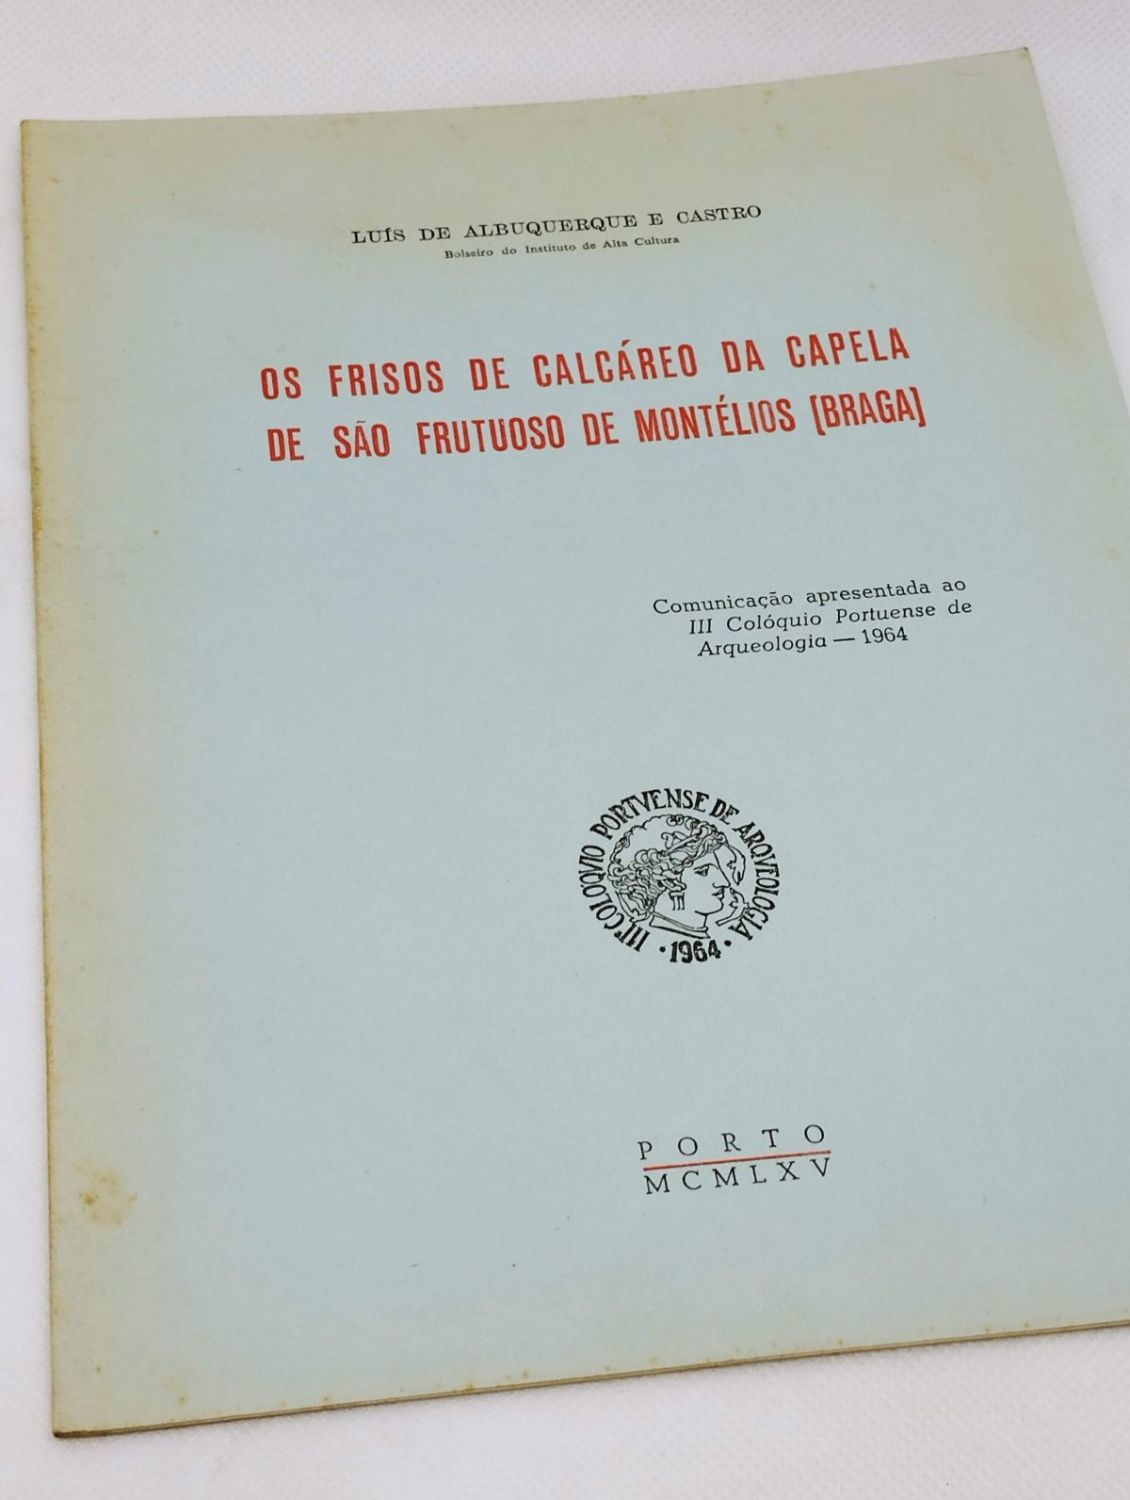 LUÍS DE ALBUQUERQUE E CASTRO
Bolseiro do Instituto de Alta Cultura
OS FRISOS DE CALCÁREO DA CAPELA
DE SÃO FRUTUOSO DE MONTÉLIOS [BRAGA]
Comunicação apresentada ao
III Colóquio Portuense de
Arqueologia — 1964
III COLÓQVIO PORTVENSE DE ARQVEOLOGIA
· 1964 ·
PORTO
MCMLXV